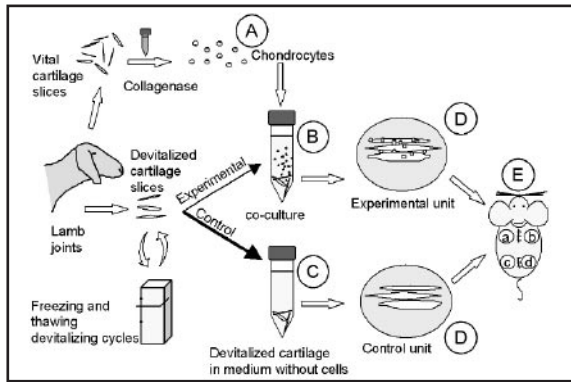 A
Vital
cartilage
slices
Collagenase
Chondrocytes
Devitalized
cartilage
slices
Experimental
B
D
co-culture
Experimental unit
E
a b
c d
Lamb
joints
Control
C
Freezing and
thawing
devitalizing cycles
Devitalized cartilage
in medium without cells
Control unit
D